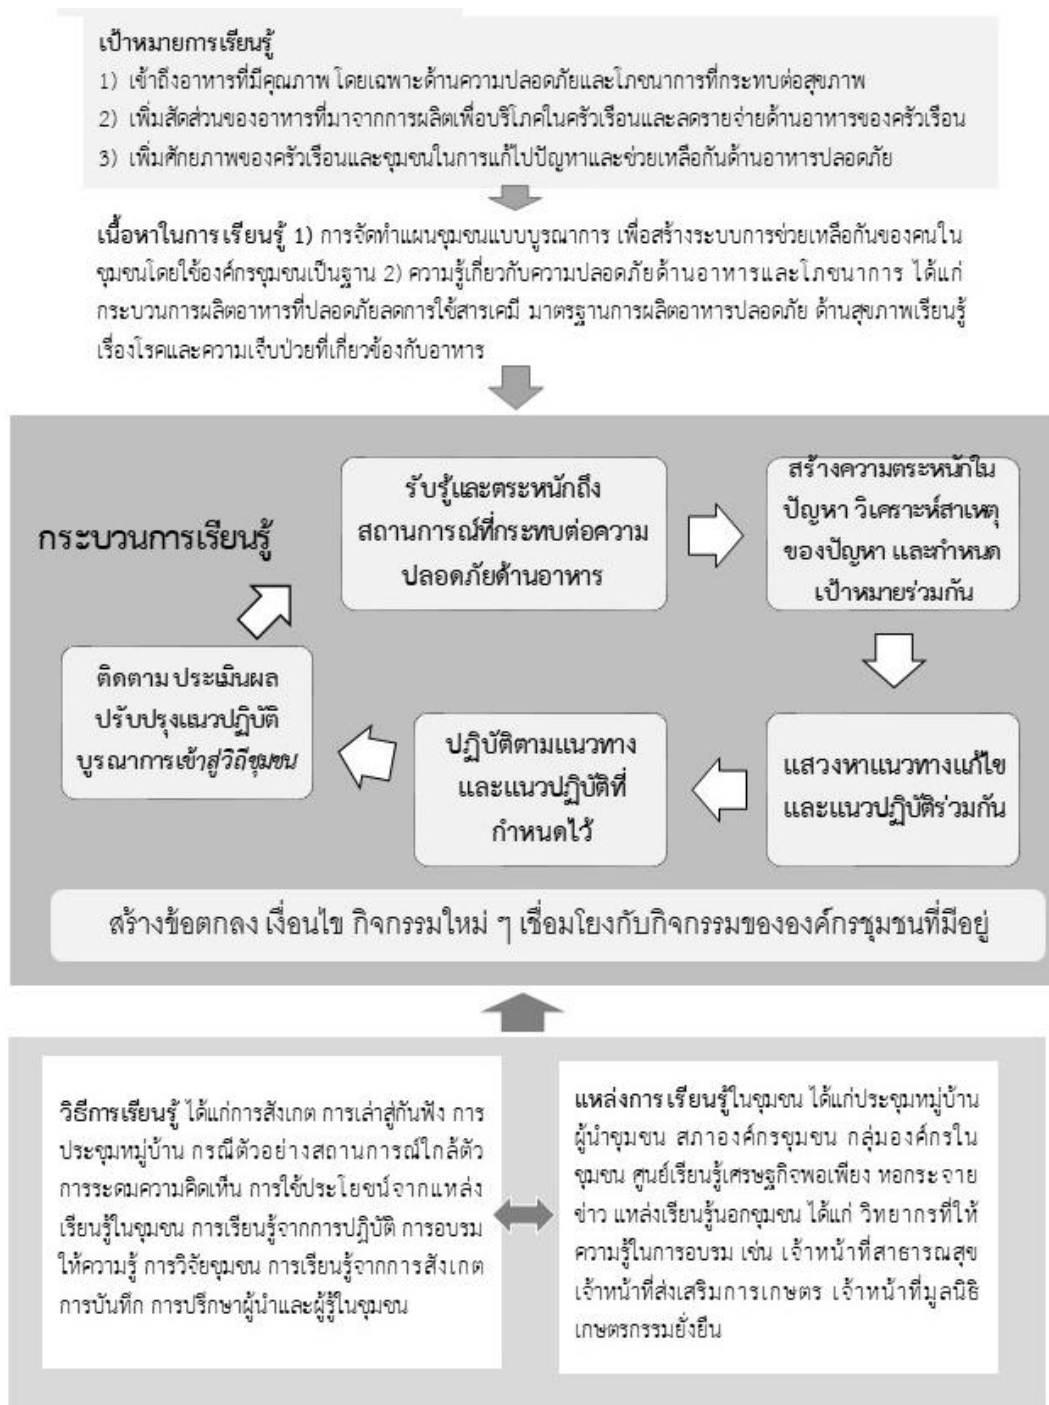 เป้าหมายการเรียนรู้
1) เข้าถึงอาหารที่มีคุณภาพ โดยเฉพาะด้านความปลอดภัยและโภชนาการที่กระทบต่อสุขภาพ
2) เพิ่มสัดส่วนของอาหารที่มาจากการผลิตเพื่อบริโภคในครัวเรือนและลดรายจ่ายด้านอาหารของครัวเรือน
3) เพิ่มศักยภาพของครัวเรือนและชุมชนในการแก้ไปปัญหาและช่วยเหลือกันด้านอาหารปลอดภัย
เนื้อหาในการเรียนรู้ 1) การจัดทำแผนชุมชนแบบบูรณาการ เพื่อสร้างระบบการช่วยเหลือกันของคนใน
ชุมชนโดยใช้องค์กรชุมชนเป็นฐาน 2) ความรู้เกี่ยวกับความปลอดภัยด้านอาหารและโภชนาการ ได้แก่
กระบวนการผลิตอาหารที่ปลอดภัยลดการใช้สารเคมี มาตรฐานการผลิตอาหารปลอดภัย ด้านสุขภาพเรียนรู้
เรื่องโรคและความเจ็บป่วยที่เกี่ยวข้องกับอาหาร
กระบวนการเรียนรู้
รับรู้และตระหนักถึง
สถานการณ์ที่กระทบต่อความ
ปลอดภัยด้านอาหาร
สร้างความตระหนักใน
ปัญหา วิเคราะห์สาเหตุ
ของปัญหา และกำหนด
เป้าหมายร่วมกัน
แสวงหาแนวทางแก้ไข
และแนวปฏิบัติร่วมกัน
ปฏิบัติตามแนวทาง
และแนวปฏิบัติที่
กำหนดไว้
ติดตาม ประเมินผล
ปรับปรุงแนวปฏิบัติ
บูรณาการเข้าสู่วิถีชุมชน
สร้างข้อตกลง เงื่อนไข กิจกรรมใหม่ ๆ เชื่อมโยงกับกิจกรรมขององค์กรชุมชนที่มีอยู่
วิธีการเรียนรู้ ได้แก่การสังเกต การเล่าสู่กันฟัง การ
ประชุมหมู่บ้าน กรณีตัวอย่างสถานการณ์ใกล้ตัว
การระดมความคิดเห็น การใช้ประโยชน์จากแหล่ง
เรียนรู้ในชุมชน การเรียนรู้จากการปฏิบัติ การอบรม
ให้ความรู้ การวิจัยชุมชน การเรียนรู้จากการสังเกต
การบันทึก การปรึกษาผู้นำและผู้รู้ในชุมชน
แหล่งการเรียนรู้ในชุมชน ได้แก่ประชุมหมู่บ้าน
ผู้นำชุมชน สภาองค์กรชุมชน กลุ่มองค์กรใน
ชุมชน ศูนย์เรียนรู้เศรษฐกิจพอเพียง หอกระจาย
ข่าว แหล่งเรียนรู้นอกชุมชน ได้แก่ วิทยากรที่ให้
ความรู้ในการอบรม เช่น เจ้าหน้าที่สาธารณสุข
เจ้าหน้าที่ส่งเสริมการเกษตร เจ้าหน้าที่มูลนิธิ
เกษตรกรรมยั่งยืน